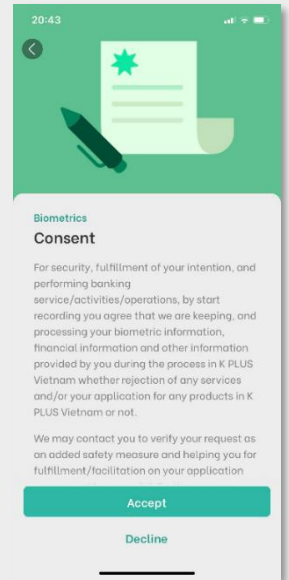 20:43
Biometrics
Consent
For security, fulfillment of your intention, and
performing banking
service/activities/operations, by start
recording you agree that we are keeping, and
processing your biometric information,
financial information and other information
provided by you during the process in K PLUS
Vietnam whether rejection of any services
and/or your application for any products in K
PLUS Vietnam or not.
We may contact you to verify your request as
an added safety measure and helping you for
fulfillment/facilitation on your application
Accept
Decline